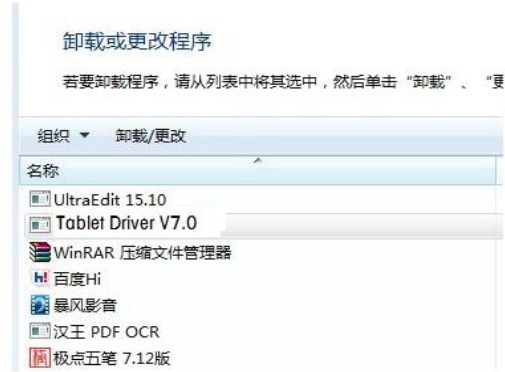 卸载或更改程序
若要卸载程序，请从列表中将其选中，然后单击“卸载”、“更
组织 卸载/更改
名称
UltraEdit 15.10
Tablet Driver V7.0
WinRAR 压缩文件管理器
百度Hi
暴风影音
汉王 PDF OCR
极点五笔 7.12版